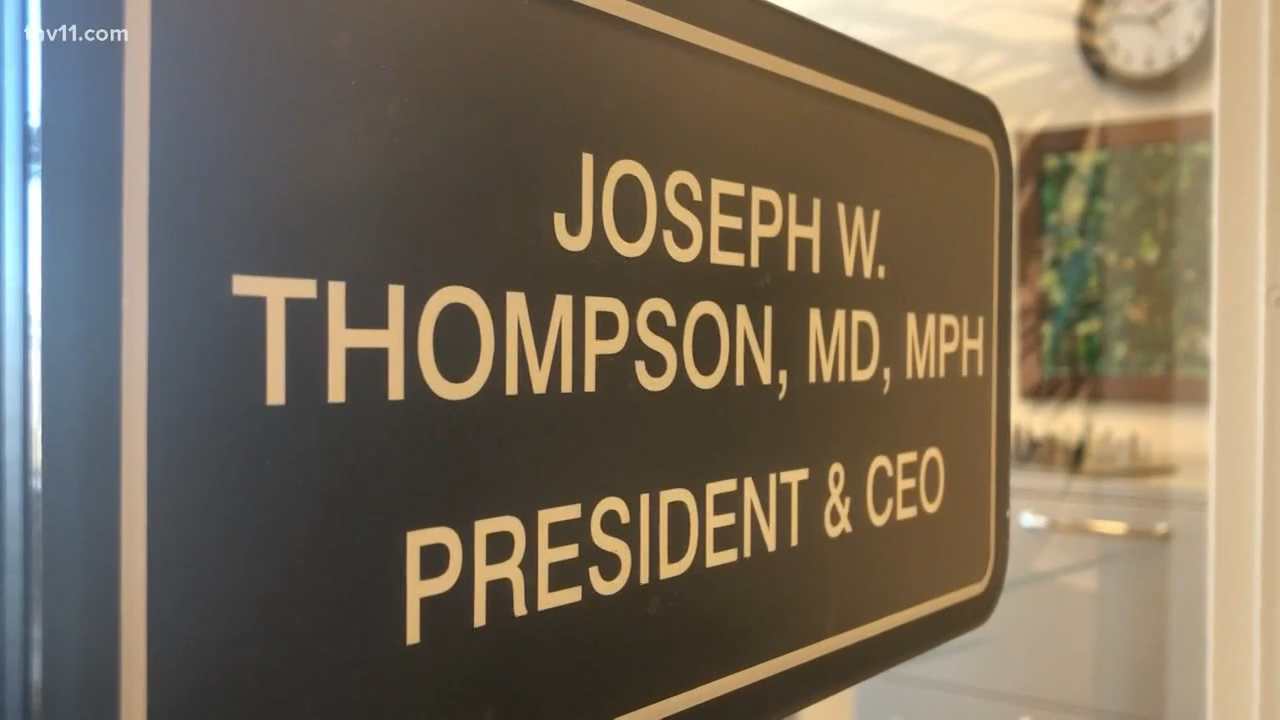 thv11.com
JOSEPH W.
THOMPSON, MD, MPH
PRESIDENT & CEO